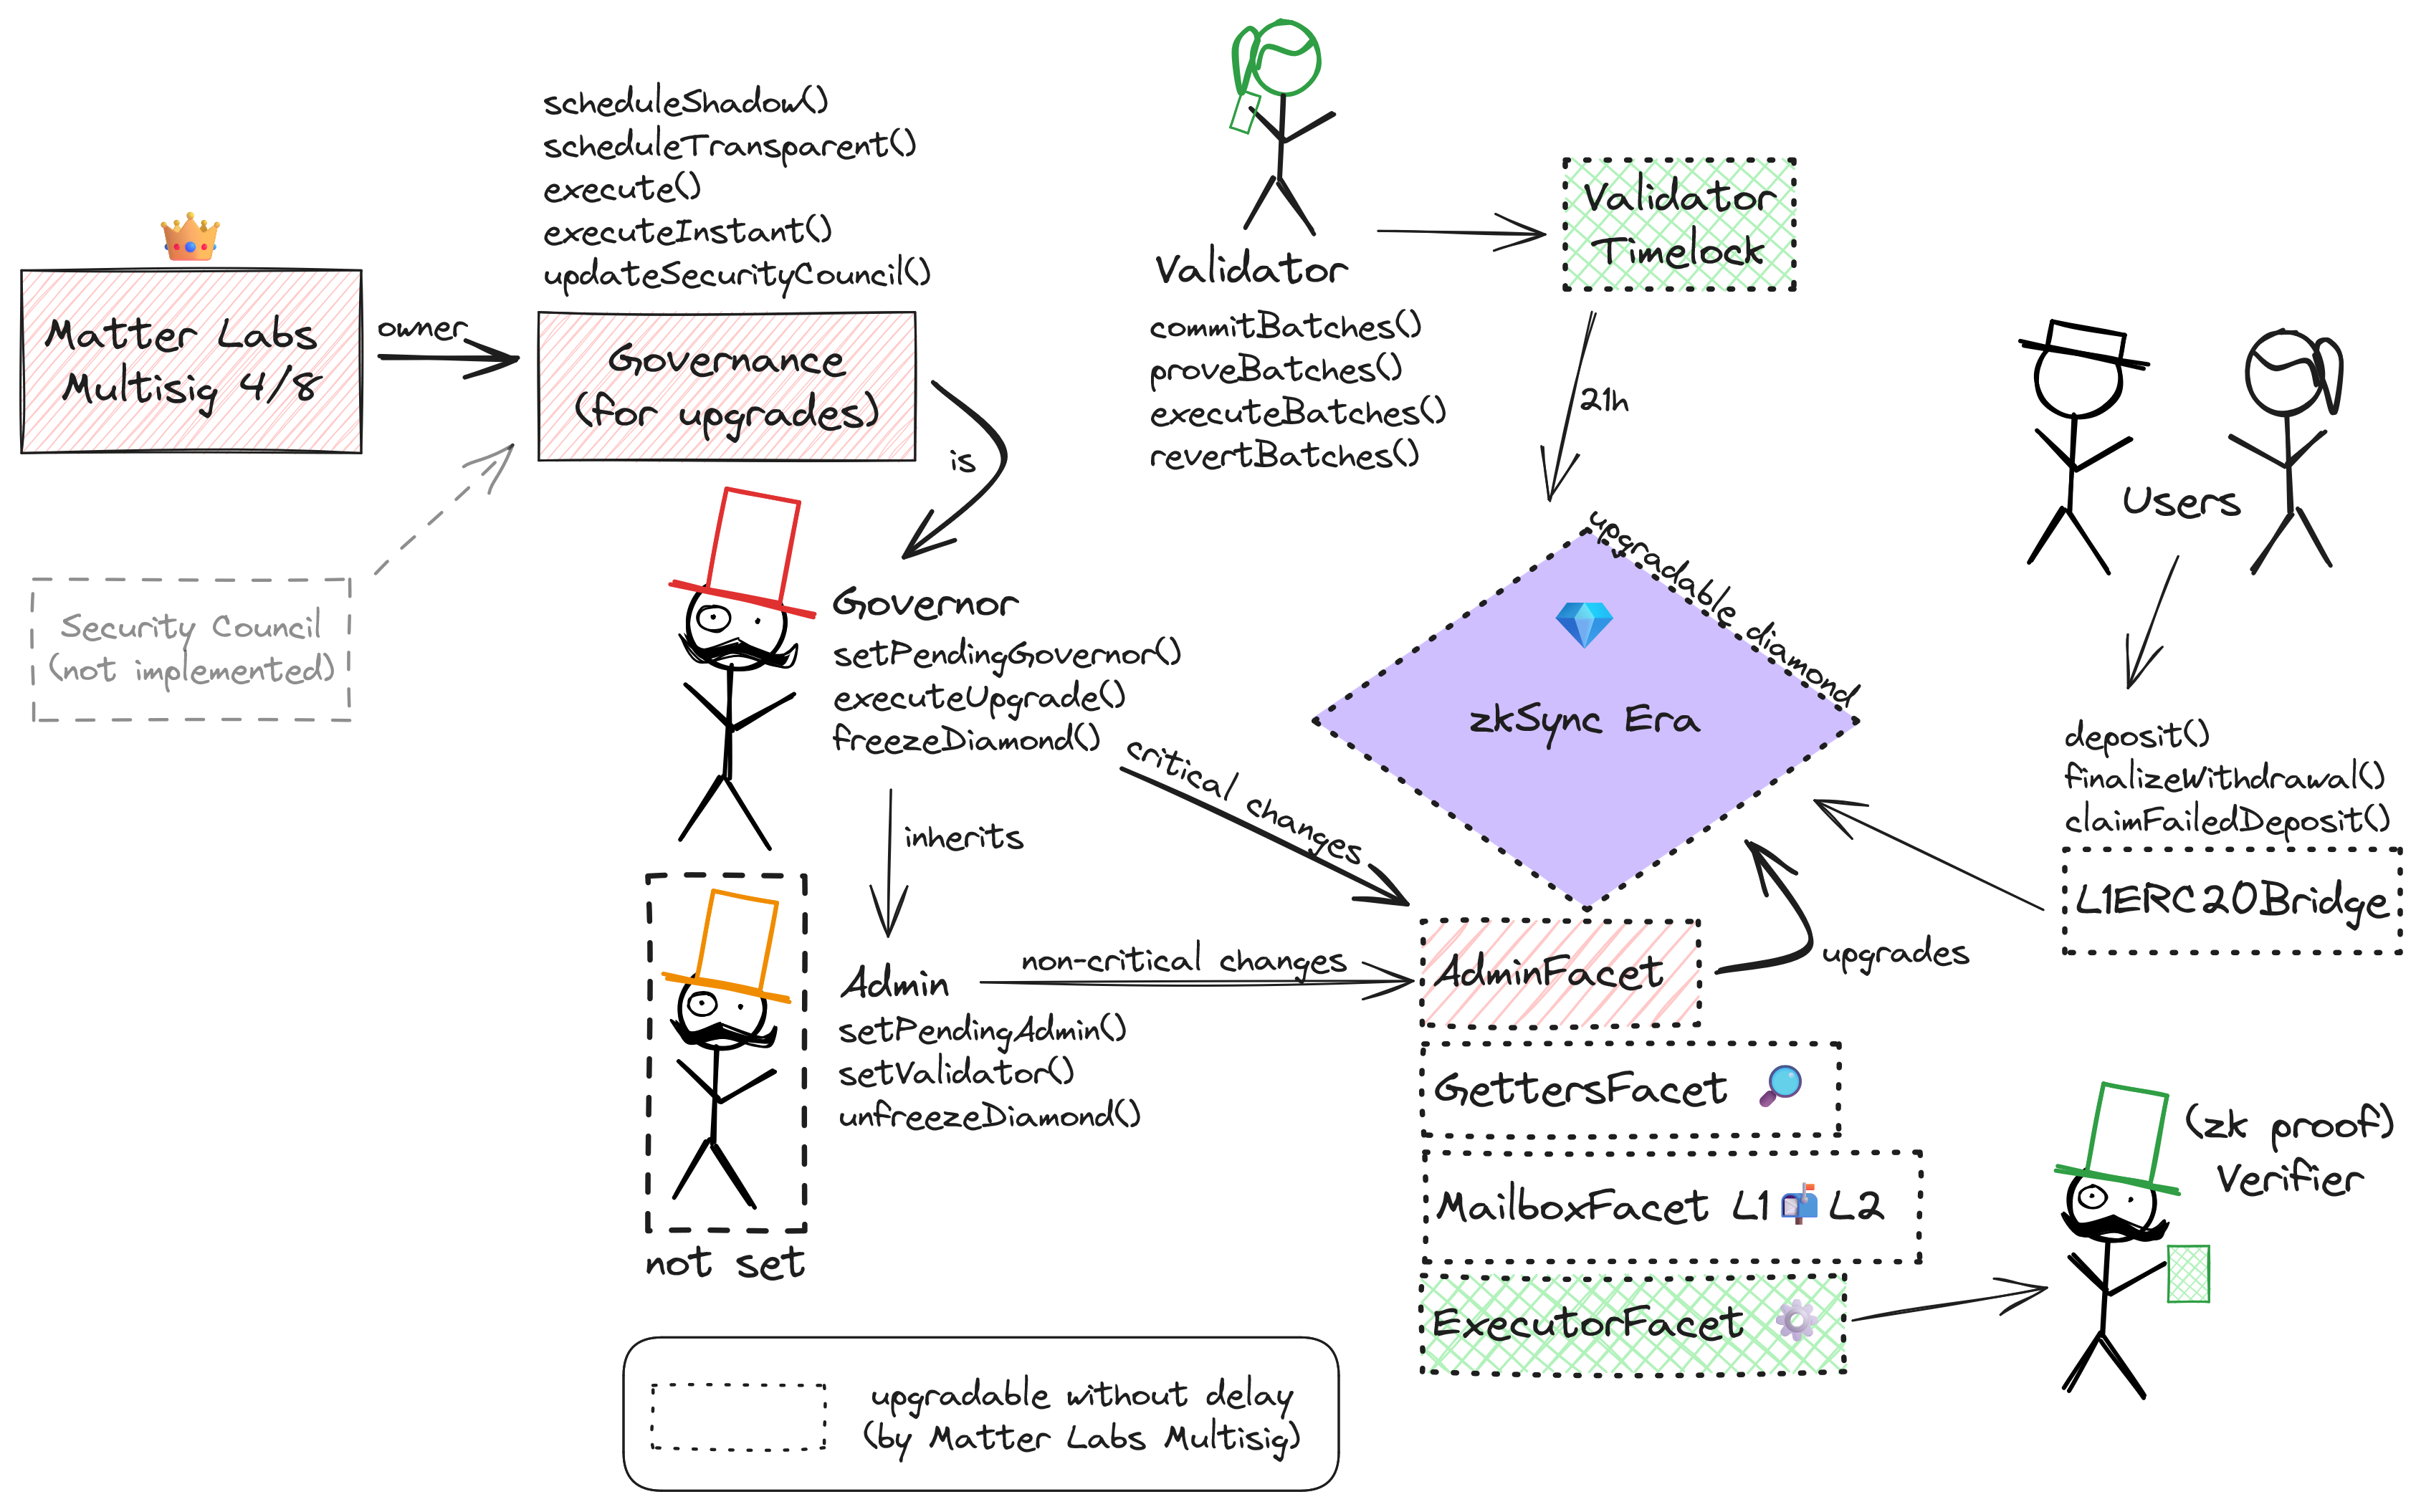 Matter Labs
Multisig 4/8
owner
scheduleShadow()
scheduleTransparent()
execute()
executeInstant()
updateSecurityCouncil()
Governance
(for upgrades)
is
Security Council
(not implemented)
Governor
setPendingGovernor()
executeUpgrade()
freezeDiamond()
inherits
critical changes
not set
Admin
setPendingAdmin()
setValidator()
unfreezeDiamond()
non-critical changes
Validator
commitBatches()
proveBatches()
executeBatches()
revertBatches()
Validator
Timelock
21h
upgradable diamond
zkSync Era
Users
deposit()
finalizeWithdrawal()
claimFailedDeposit()
L1ERC20Bridge
upgrades
AdminFacet
GettersFacet
MailboxFacet L1 L2
ExecutorFacet
(zk proof)
Verifier
upgradable without delay
(by Matter Labs Multisig)